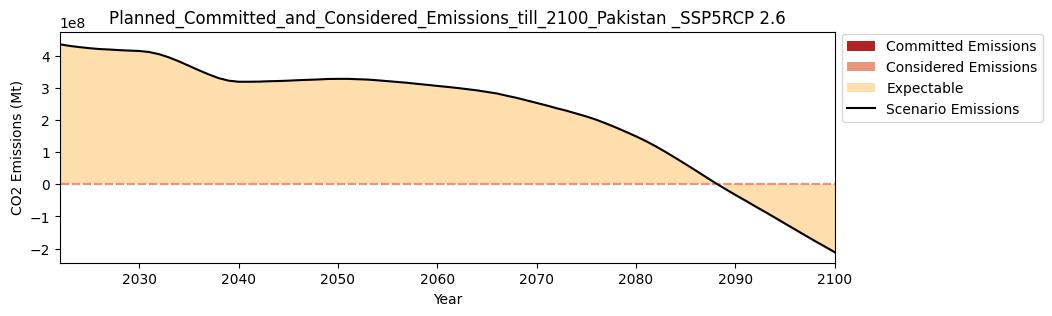 Planned_Committed_and_Considered_Emissions_till_2100_Pakistan _SSP5RCP 2.6
1e8
4
3
2
1
0
−1
−2
CO2 Emissions (Mt)
2030 2040 2050 2060 2070 2080 2090 2100
Year
Committed Emissions
Considered Emissions
Expectable
Scenario Emissions